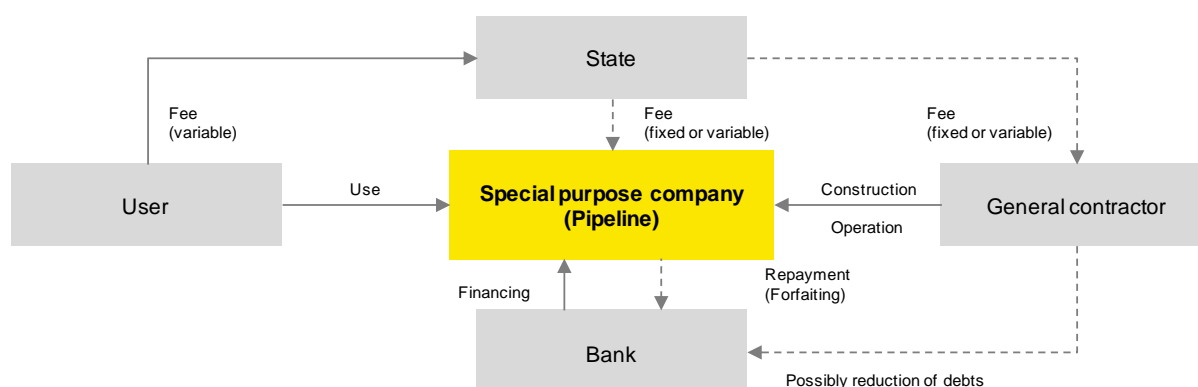 State
Fee
(variable)
Fee
(fixed or variable)
Fee
(fixed or variable)
User
Use
Special purpose company
(Pipeline)
Construction
Operation
General contractor
Financing
Repayment
(Forfaiting)
Bank
Possibly reduction of debts